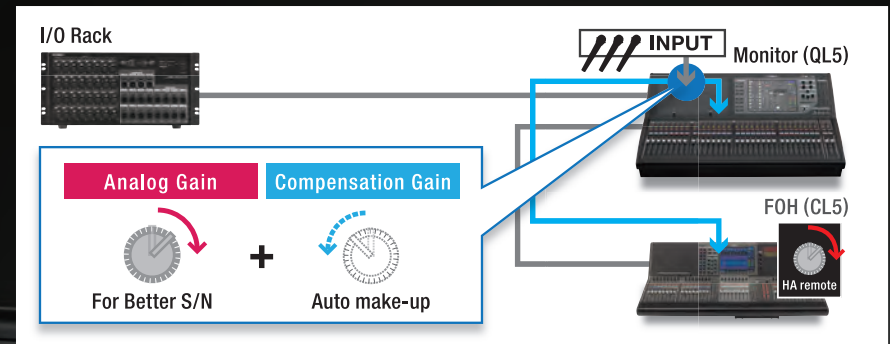 I/O Rack
INPUT
Monitor (QL5)
Analog Gain
Compensation Gain
For Better S/N
+
Auto make-up
FOH (CL5)
HA remote